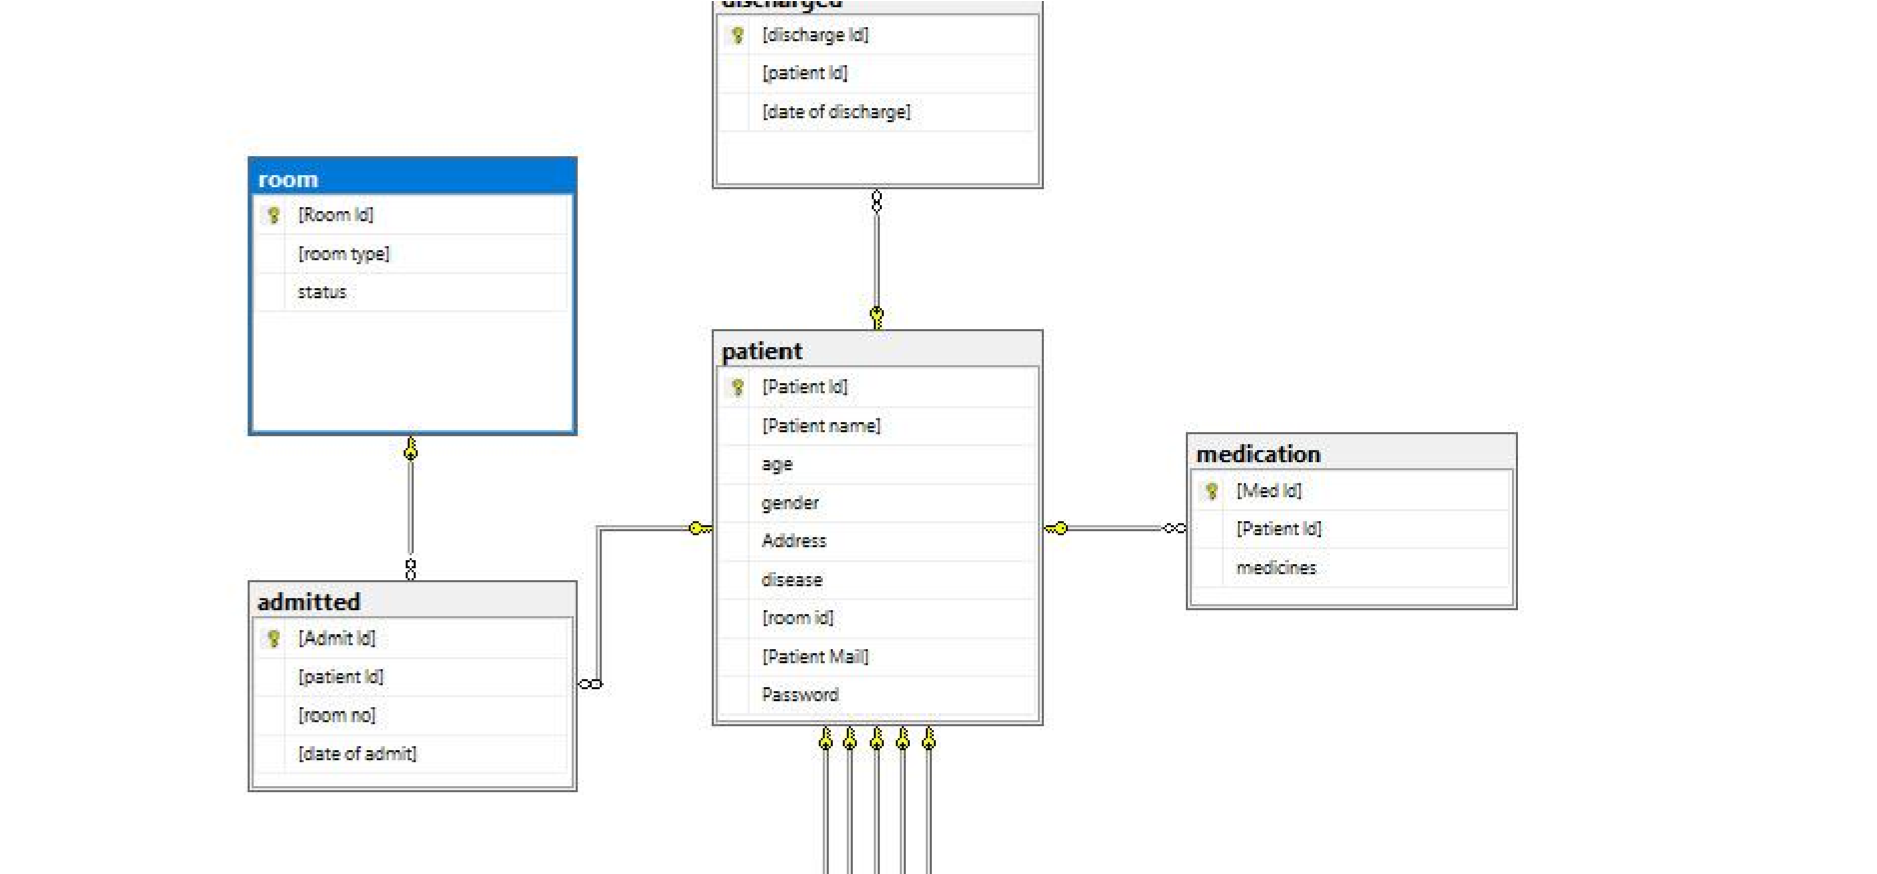 discharged
[discharge Id]
[patient Id]
[date of discharge]
room
[Room Id]
[room type]
status
patient
[Patient Id]
[Patient name]
age
gender
Address
disease
[room id]
[Patient Mail]
Password
medication
[Med Id]
[Patient Id]
medicines
admitted
[Admit Id]
[patient Id]
[room no]
[date of admit]